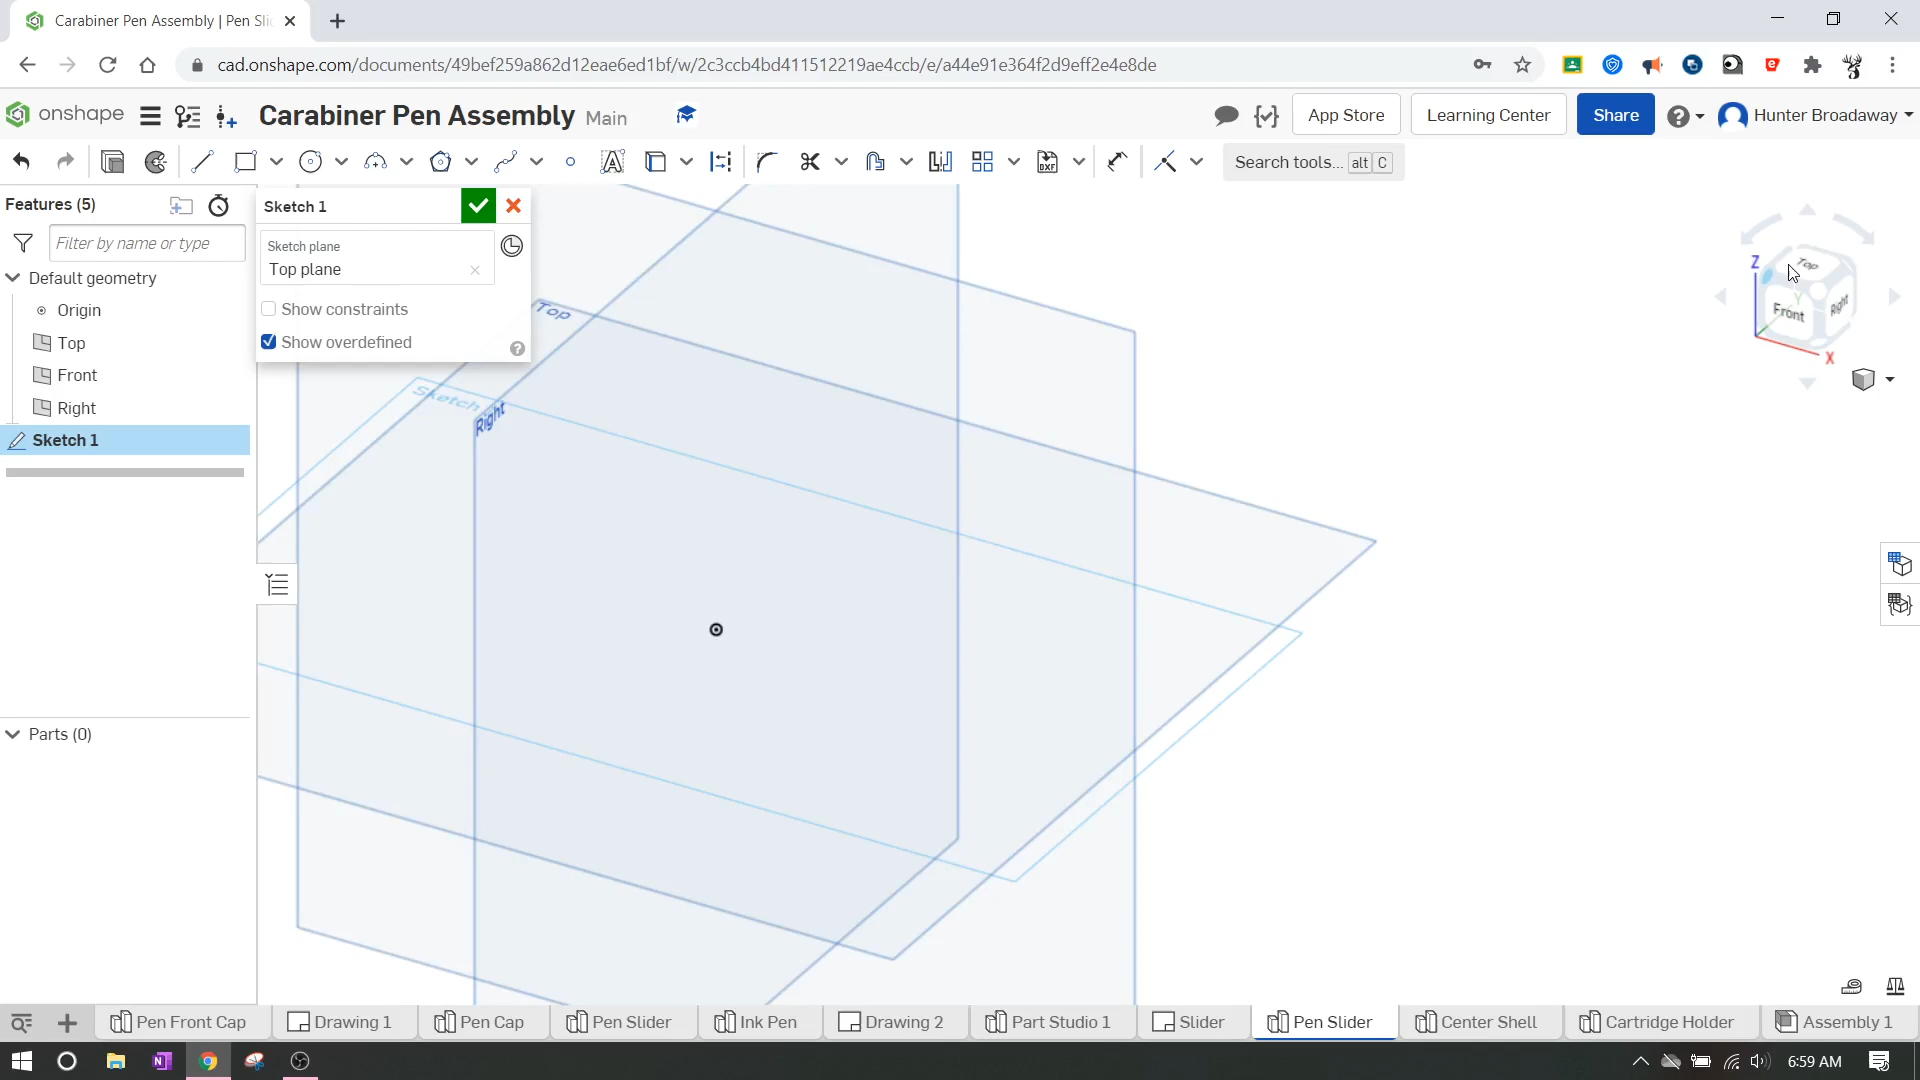 Carabiner Pen Assembly | Pen Sli
cad.onshape.com/documents/49bef259a862d12eae6ed1bf/w/2c3ccb4bd411512219ae4ccb/e/a44e91e364f2d9eff2e4e8de
onshape
Carabiner Pen Assembly Main
App Store
Learning Center
Share
Hunter Broadaway
Search tools... alt C
Features (5)
Filter by name or type
Default geometry
Origin
Top
Front
Right
Sketch 1
Parts (0)
Sketch 1
Sketch plane
Top plane
Show constraints
Show overdefined
Top
Sketch
Right
Z
Top
Y
Front
Right
X
Pen Front Cap
Drawing 1
Pen Cap
Pen Slider
Ink Pen
Drawing 2
Part Studio 1
Slider
Pen Slider
Center Shell
Cartridge Holder
Assembly 1
6:59 AM